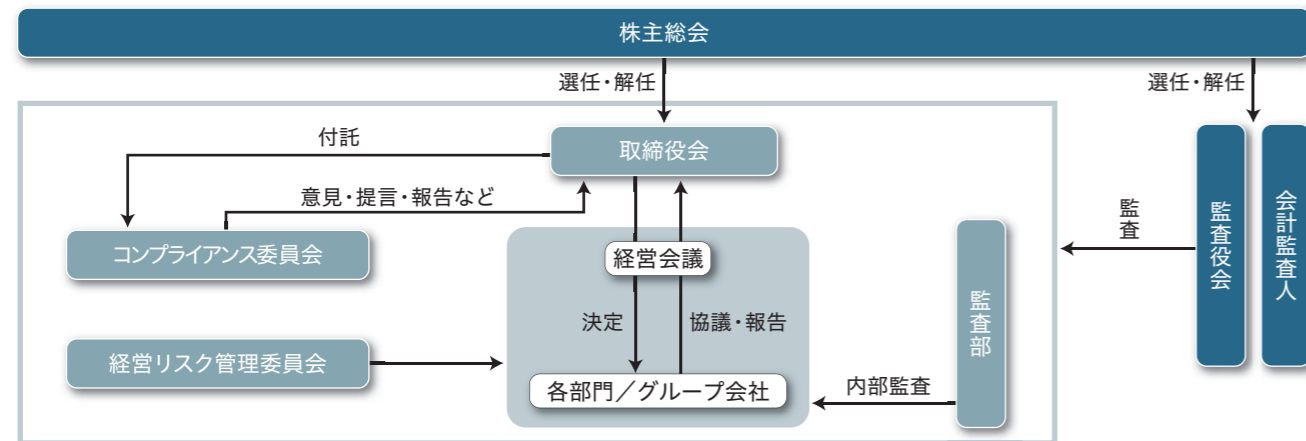 株主総会
選任・解任
選任・解任
付託
取締役会
意見・提言・報告など
コンプライアンス委員会
経営会議
監査部
監査
監査役会
会計監査人
決定
協議・報告
経営リスク管理委員会
各部門／グループ会社
内部監査